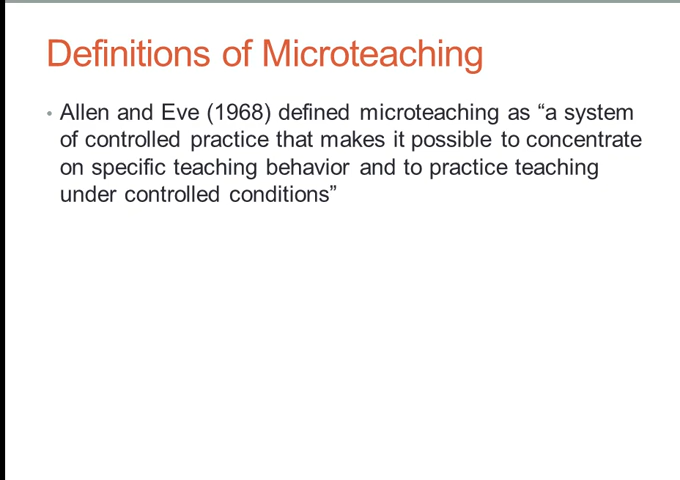 Definitions of Microteaching
• Allen and Eve (1968) defined microteaching as “a system
of controlled practice that makes it possible to concentrate
on specific teaching behavior and to practice teaching
under controlled conditions”